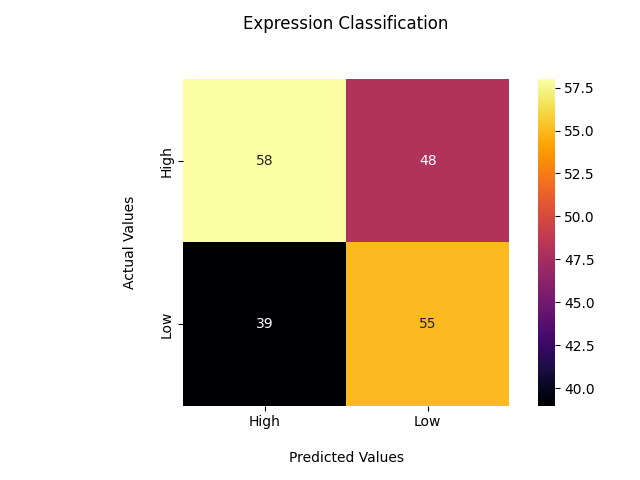 Expression Classification
High
58
48
Low
39
55
High
Low
Actual Values
Predicted Values
57.5
55.0
52.5
50.0
47.5
45.0
42.5
40.0